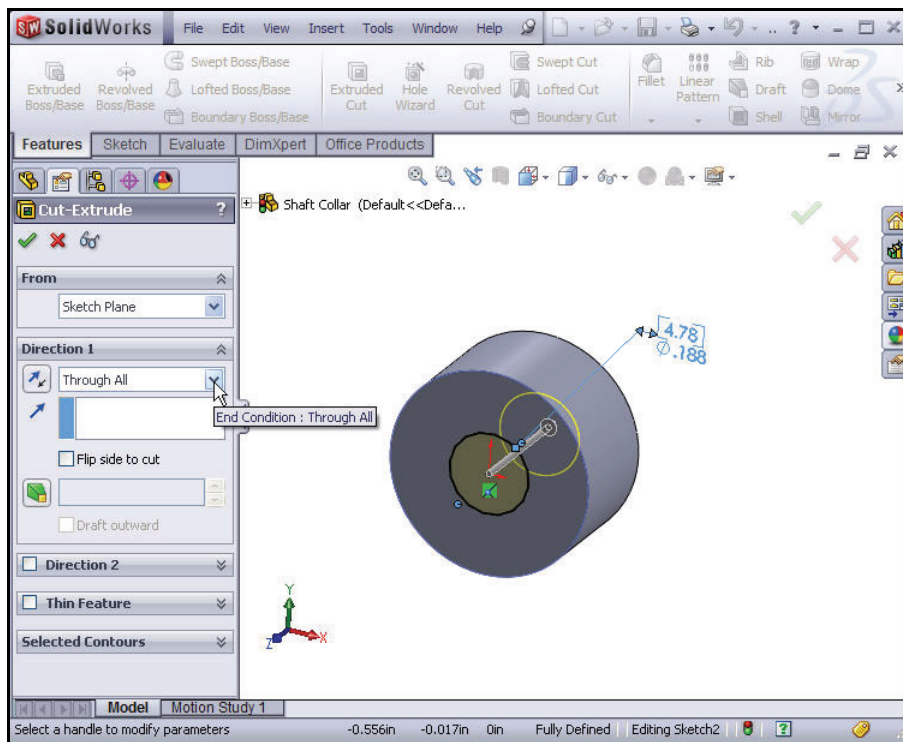 SolidWorks File Edit View Insert Tools Window Help
Extruded Boss/Base Revolved Boss/Base Swept Boss/Base Lofted Boss/Base Boundary Boss/Base Extruded Cut Hole Wizard Revolved Cut Swept Cut Lofted Cut Boundary Cut Fillet Linear Pattern Rib Draft Shell Wrap Dome Mirror
Features Sketch Evaluate DimXpert Office Products
Cut-Extrude ?
Shaft Collar (Default<<Defa...
From
Sketch Plane
Direction 1
Through All
End Condition : Through All
Flip side to cut
Draft outward
Direction 2
Thin Feature
Selected Contours
[4.78]
Ø.188
Y
X
Z
Model Motion Study 1
Select a handle to modify parameters -0.556in -0.017in 0in Fully Defined Editing Sketch2